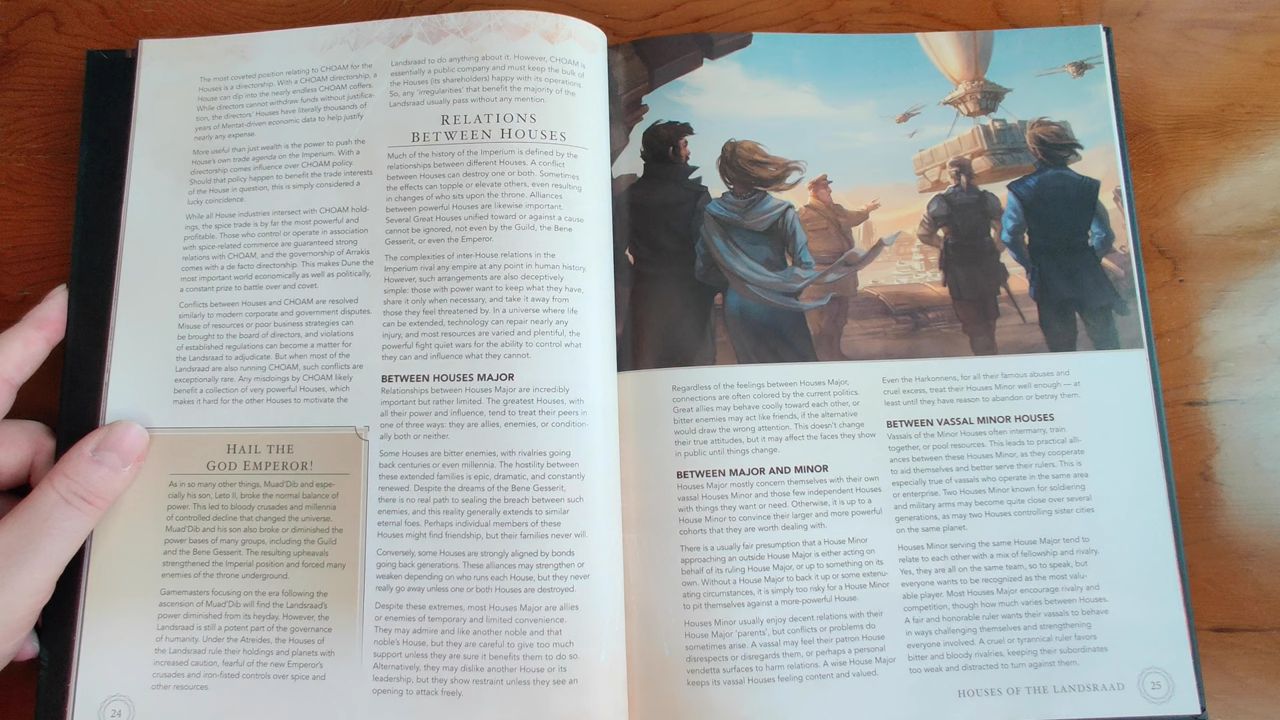 The most coveted position relating to CHOAM for the
Houses is a directorship. With a CHOAM directorship, a
House can dip into the nearly endless CHOAM coffers.
While directors cannot withdraw funds without justifica-
tion, the directors' Houses have literally thousands of
years of Mentat-driven economic data to help justify
nearly any expense.
More useful than just wealth is the power to push the
House's own trade agenda on the Imperium. With a
directorship comes influence over CHOAM policy.
Should that policy happen to benefit the trade interests
of the House in question, this is simply considered a
lucky coincidence.
While all House industries intersect with CHOAM hold-
ings, the spice trade is by far the most powerful and
profitable. Those who control or operate in association
with spice-related commerce are guaranteed strong
relations with CHOAM, and the governorship of Arrakis
comes with a de facto directorship. This makes Dune the
most important world economically as well as politically,
a constant prize to battle over and covet.
Conflicts between Houses and CHOAM are resolved
similarly to modern corporate and government disputes.
Misuse of resources or poor business strategies can
be brought to the board of directors, and violations
of established regulations can become a matter for
the Landsraad to adjudicate. But when most of the
Landsraad are also running CHOAM, such conflicts are
exceptionally rare. Any misdoings by CHOAM likely
benefit a collection of very powerful Houses, which
makes it hard for the other Houses to motivate the
HAIL THE
GOD EMPEROR!
As in so many other things, Muad'Dib and espe-
cially his son, Leto II, broke the normal balance of
power. This led to bloody crusades and millennia
of controlled decline that changed the universe.
Muad'Dib and his son also broke or diminished the
power bases of many groups, including the Guild
and the Bene Gesserit. The resulting upheavals
strengthened the Imperial position and forced many
enemies of the throne underground.
Gamemasters focusing on the era following the
ascension of Muad'Dib will find the Landsraad's
power diminished from its heyday. However, the
Landsraad is still a potent part of the governance
of humanity. Under the Atreides, the Houses of
the Landsraad rule their holdings and planets with
increased caution, fearful of the new Emperor's
crusades and iron-fisted controls over spice and
other resources.
24
Landsraad to do anything about it. However, CHOAM is
essentially a public company and must keep the bulk of
the Houses (its shareholders) happy with its operations.
So, any 'irregularities' that benefit the majority of the
Landsraad usually pass without any mention.
RELATIONS
BETWEEN HOUSES
Much of the history of the Imperium is defined by the
relationships between different Houses. A conflict
between Houses can destroy one or both. Sometimes
the effects can topple or elevate others, even resulting
in changes of who sits upon the throne. Alliances
between powerful Houses are likewise important.
Several Great Houses unified toward or against a cause
cannot be ignored, not even by the Guild, the Bene
Gesserit, or even the Emperor.
The complexities of inter-House relations in the
Imperium rival any empire at any point in human history.
However, such arrangements are also deceptively
simple: those with power want to keep what they have,
share it only when necessary, and take it away from
those they feel threatened by. In a universe where life
can be extended, technology can repair nearly any
injury, and most resources are varied and plentiful, the
powerful fight quiet wars for the ability to control what
they can and influence what they cannot.
BETWEEN HOUSES MAJOR
Relationships between Houses Major are incredibly
important but rather limited. The greatest Houses, with
all their power and influence, tend to treat their peers in
one of three ways: they are allies, enemies, or condition-
ally both or neither.
Some Houses are bitter enemies, with rivalries going
back centuries or even millennia. The hostility between
these extended families is epic, dramatic, and constantly
renewed. Despite the dreams of the Bene Gesserit,
there is no real path to sealing the breach between such
enemies, and this reality generally extends to similar
eternal foes. Perhaps individual members of these
Houses might find friendship, but their families never will.
Conversely, some Houses are strongly aligned by bonds
going back generations. These alliances may strengthen or
weaken depending on who runs each House, but they never
really go away unless one or both Houses are destroyed.
Despite these extremes, most Houses Major are allies
or enemies of temporary and limited convenience.
They may admire and like another noble and that
noble's House, but they are careful to give too much
support unless they are sure it benefits them to do so.
Alternatively, they may dislike another House or its
leadership, but they show restraint unless they see an
opening to attack freely.
Regardless of the feelings between Houses Major,
connections are often colored by the current politics.
Great allies may behave coolly toward each other, or
bitter enemies may act like friends, if the alternative
would draw the wrong attention. This doesn't change
their true attitudes, but it may affect the faces they show
in public until things change.
BETWEEN MAJOR AND MINOR
Houses Major mostly concern themselves with their own
vassal Houses Minor and those few independent Houses
with things they want or need. Otherwise, it is up to a
House Minor to convince their larger and more powerful
cohorts that they are worth dealing with.
There is a usually fair presumption that a House Minor
approaching an outside House Major is either acting on
behalf of its ruling House Major, or up to something on its
own. Without a House Major to back it up or some extenu-
ating circumstances, it is simply too risky for a House Minor
to pit themselves against a more-powerful House.
Houses Minor usually enjoy decent relations with their
House Major 'parents', but conflicts or problems do
sometimes arise. A vassal may feel their patron House
disrespects or disregards them, or perhaps a personal
vendetta surfaces to harm relations. A wise House Major
keeps its vassal Houses feeling content and valued.
Even the Harkonnens, for all their famous abuses and
cruel excess, treat their Houses Minor well enough — at
least until they have reason to abandon or betray them.
BETWEEN VASSAL MINOR HOUSES
Vassals of the Minor Houses often intermarry, train
together, or pool resources. This leads to practical alli-
ances between these Houses Minor, as they cooperate
to aid themselves and better serve their rulers. This is
especially true of vassals who operate in the same area
or enterprise. Two Houses Minor known for soldiering
and military arms may become quite close over several
generations, as may two Houses controlling sister cities
on the same planet.
Houses Minor serving the same House Major tend to
relate to each other with a mix of fellowship and rivalry.
Yes, they are all on the same team, so to speak, but
everyone wants to be recognized as the most valu-
able player. Most Houses Major encourage rivalry and
competition, though how much varies between Houses.
A fair and honorable ruler wants their vassals to behave
in ways challenging themselves and strengthening
everyone involved. A cruel or tyrannical ruler favors
bitter and bloody rivalries, keeping their subordinates
too weak and distracted to turn against them.
HOUSES OF THE LANDSRAAD
25